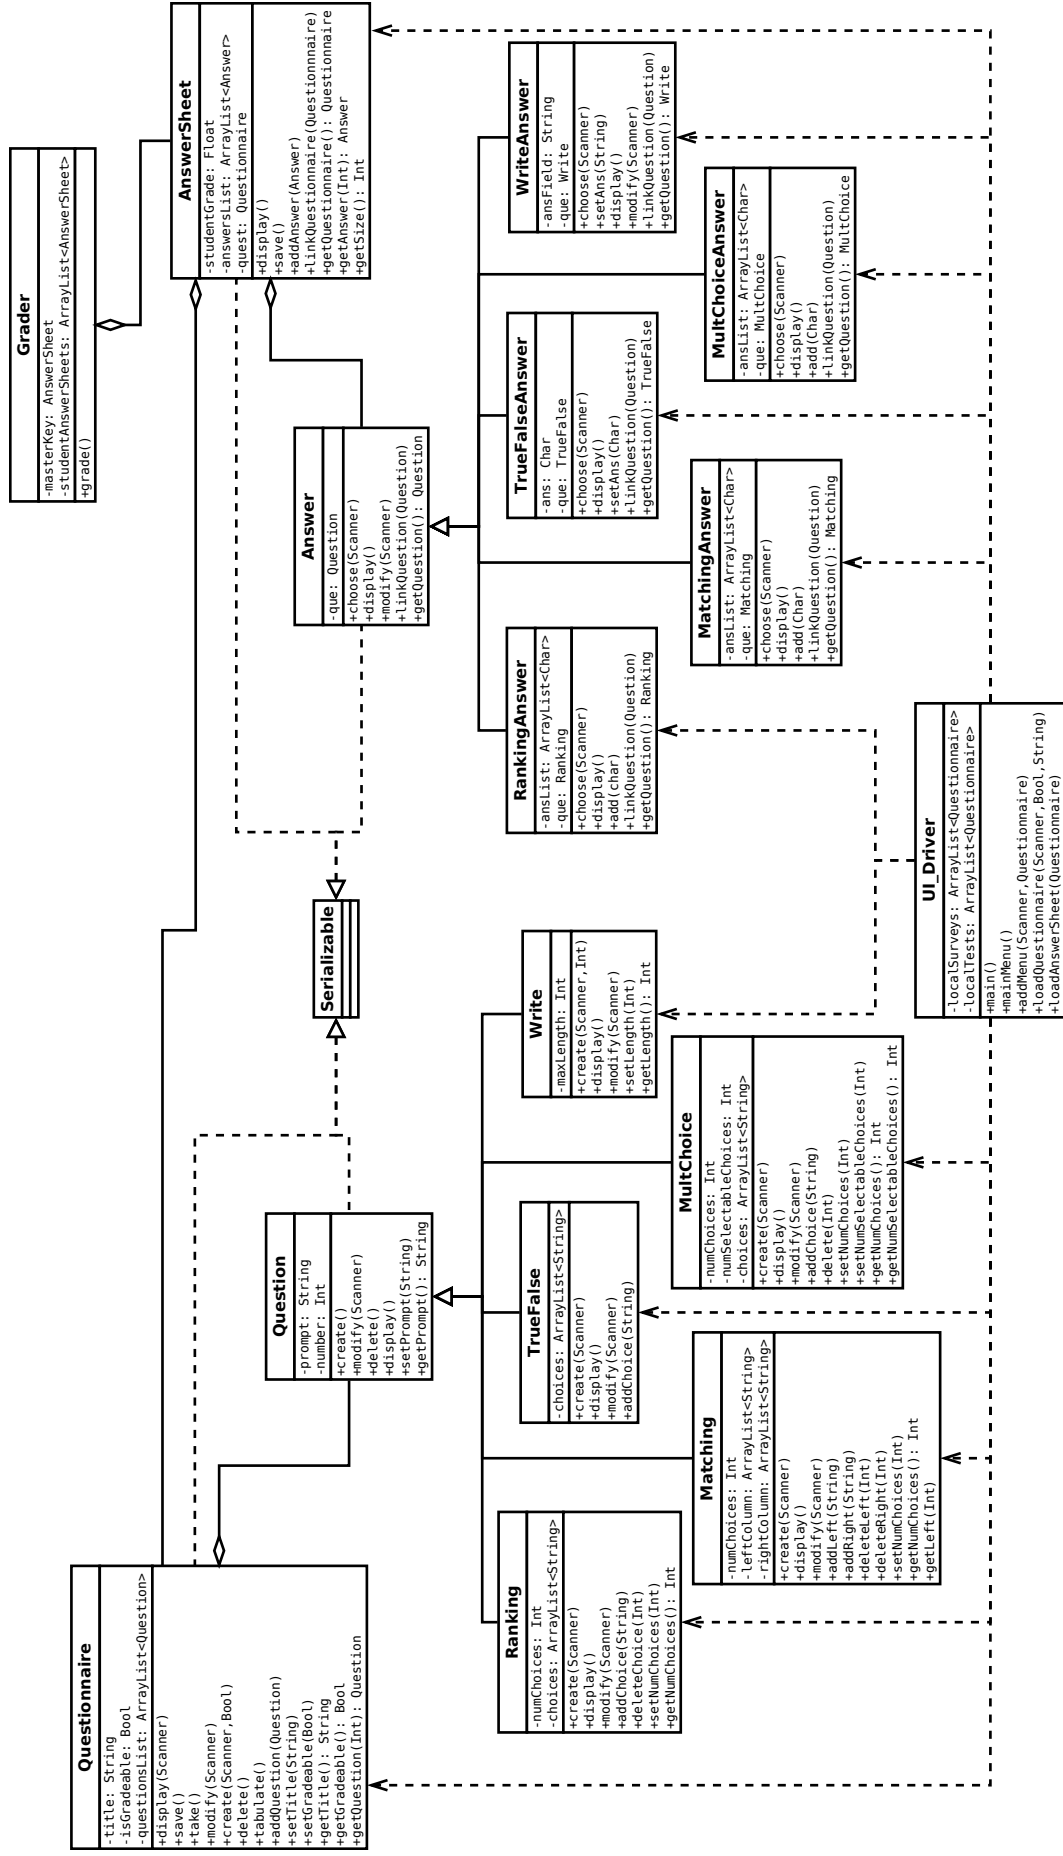 Questionnaire
-title: String
-isGradeable: Bool
-questionsList: ArrayList<Question>
+display(Scanner)
+save()
+take()
+modify(Scanner)
+create(Scanner,Bool)
+delete()
+tabulate()
+addQuestion(Question)
+setTitle(String)
+setGradeable(Bool)
+getTitle(): String
+getGradeable(): Bool
+getQuestion(Int): Question
Grader
-masterKey: AnswerSheet
-studentAnswerSheets: ArrayList<AnswerSheet>
+grade()
AnswerSheet
-studentGrade: Float
-answersList: ArrayList<Answer>
-quest: Questionnaire
+display()
+save()
+addAnswer(Answer)
+linkQuestionnaire(Questionnnaire)
+getQuestionnaire(): Questionnaire
+getAnswer(Int): Answer
+getSize(): Int
Question
-prompt: String
-number: Int
+create()
+modify(Scanner)
+delete()
+display()
+setPrompt(String)
+getPrompt(): String
Serializable
Answer
-que: Question
+choose(Scanner)
+display()
+modify(Scanner)
+linkQuestion(Question)
+getQuestion(): Question
Ranking
-numChoices: Int
-choices: ArrayList<String>
+create(Scanner)
+display()
+modify(Scanner)
+addChoice(String)
+deleteChoice(Int)
+setNumChoices(Int)
+getNumChoices(): Int
Matching
-numChoices: Int
-leftColumn: ArrayList<String>
-rightColumn: ArrayList<String>
+create(Scanner)
+display()
+modify(Scanner)
+addLeft(String)
+addRight(String)
+deleteLeft(Int)
+deleteRight(Int)
+setNumChoices(Int)
+getNumChoices(): Int
+getLeft(Int)
TrueFalse
-choices: ArrayList<String>
+create(Scanner)
+display()
+modify(Scanner)
+addChoice(String)
MultChoice
-numChoices: Int
-numSelectableChoices: Int
-choices: ArrayList<String>
+create(Scanner)
+display()
+modify(Scanner)
+addChoice(String)
+delete(Int)
+setNumChoices(Int)
+setNumSelectableChoices(Int)
+getNumChoices(): Int
+getNumSelectableChoices(): Int
Write
-maxLength: Int
+create(Scanner,Int)
+display()
+modify(Scanner)
+setLength(Int)
+getLength(): Int
RankingAnswer
-ansList: ArrayList<Char>
-que: Ranking
+choose(Scanner)
+display()
+add(char)
+linkQuestion(Question)
+getQuestion(): Ranking
MatchingAnswer
-ansList: ArrayList<Char>
-que: Matching
+choose(Scanner)
+display()
+add(Char)
+linkQuestion(Question)
+getQuestion(): Matching
TrueFalseAnswer
-ans: Char
-que: TrueFalse
+choose(Scanner)
+display()
+setAns(Char)
+linkQuestion(Question)
+getQuestion(): TrueFalse
MultChoiceAnswer
-ansList: ArrayList<Char>
-que: MultChoice
+choose(Scanner)
+display()
+add(Char)
+linkQuestion(Question)
+getQuestion(): MultChoice
WriteAnswer
-ansField: String
-que: Write
+choose(Scanner)
+setAns(String)
+display()
+modify(Scanner)
+linkQuestion(Question)
+getQuestion(): Write
UI_Driver
-localSurveys: ArrayList<Questionnaire>
-localTests: ArrayList<Questionnaire>
+main()
+mainMenu()
+addMenu(Scanner,Questionnaire)
+loadQuestionnaire(Scanner,Bool,String)
+loadAnswerSheet(Questionnaire)